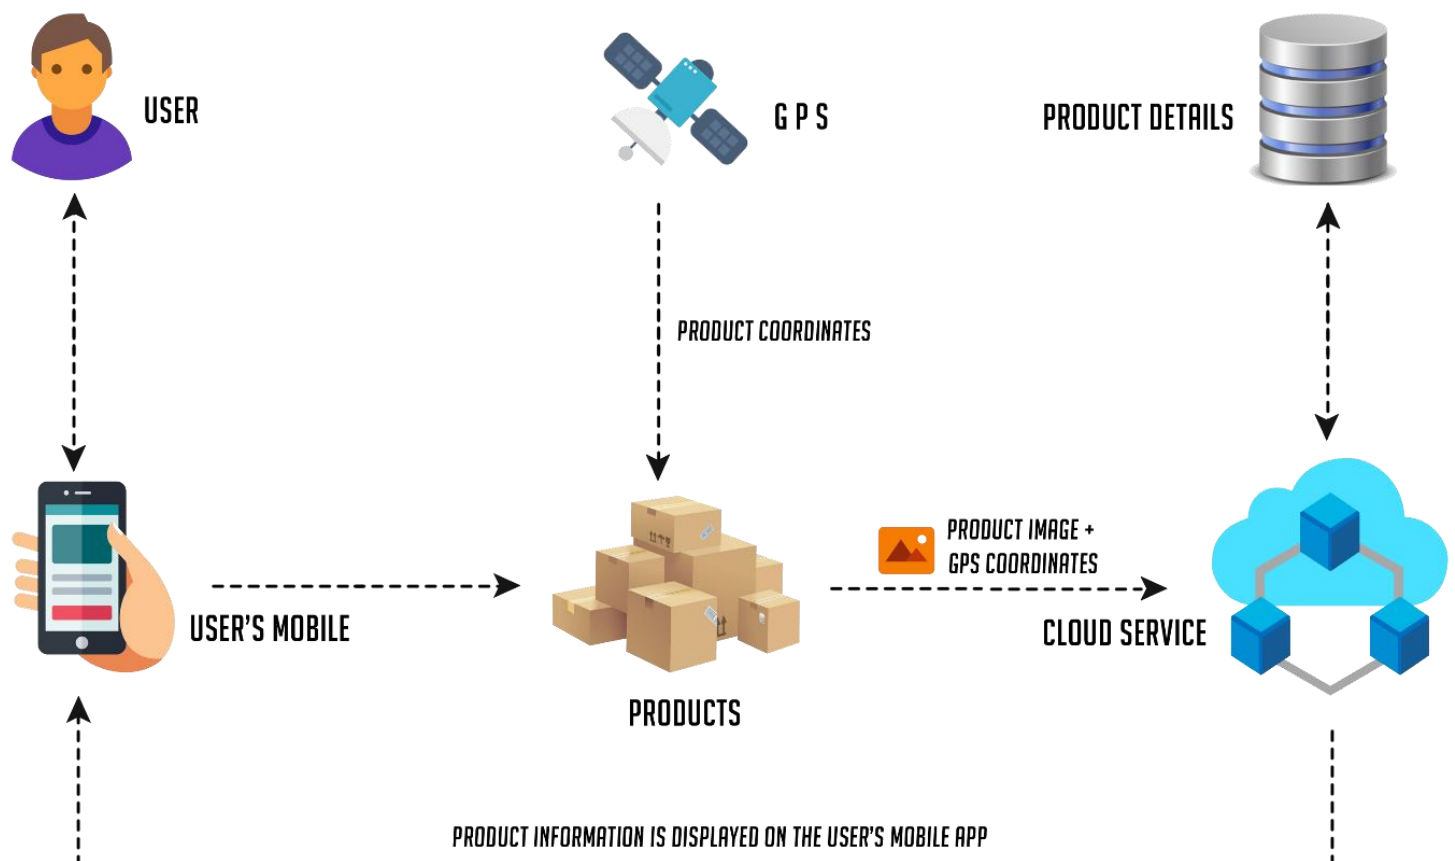 USER
G P S
PRODUCT DETAILS
PRODUCT COORDINATES
PRODUCT IMAGE +
GPS COORDINATES
USER'S MOBILE
CLOUD SERVICE
PRODUCTS
PRODUCT INFORMATION IS DISPLAYED ON THE USER'S MOBILE APP